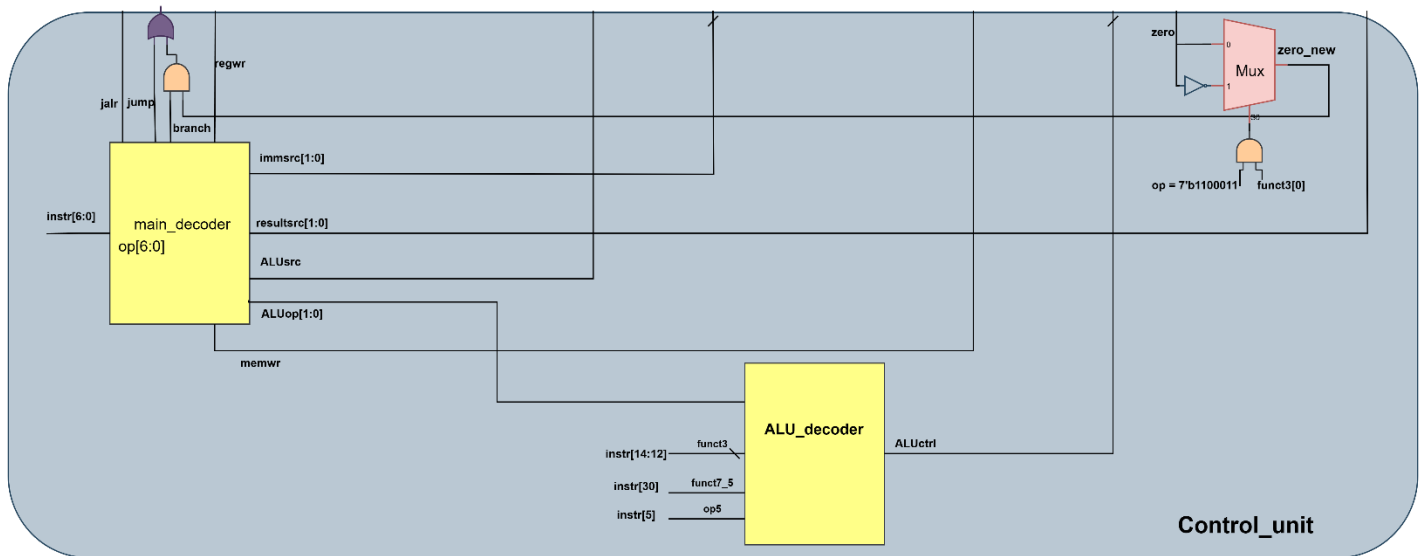 zero
0
zero_new
Mux
1
regwr
jalr
jump
branch
immsrc[1:0]
op = 7'b1100011
funct3[0]
instr[6:0]
main_decoder
op[6:0]
resultsrc[1:0]
ALUsrc
ALUop[1:0]
memwr
ALU_decoder
ALUctrl
instr[14:12]
funct3
instr[30]
funct7_5
instr[5]
op5
Control_unit